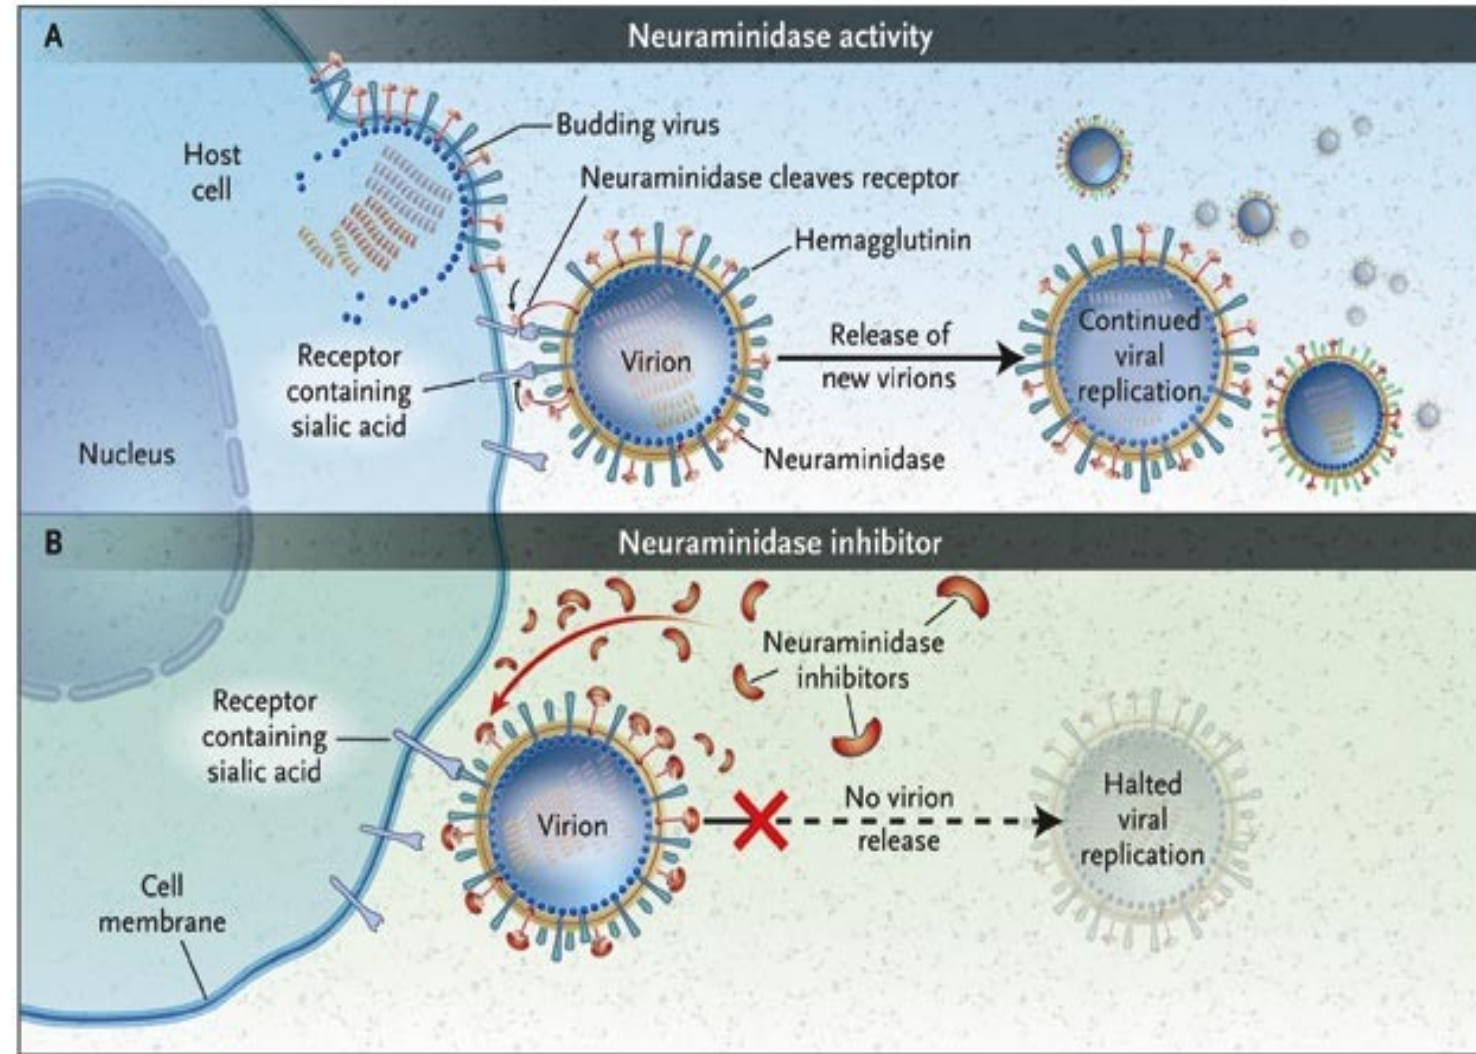 A
Neuraminidase activity
Host
cell
Budding virus
Neuraminidase cleaves receptor
Hemagglutinin
Receptor
containing
sialic acid
Virion
Release of
new virions
Continued
viral
replication
Nucleus
Neuraminidase
B
Neuraminidase inhibitor
Neuraminidase
inhibitors
Receptor
containing
sialic acid
Virion
No virion
release
Halted
viral
replication
Cell
membrane